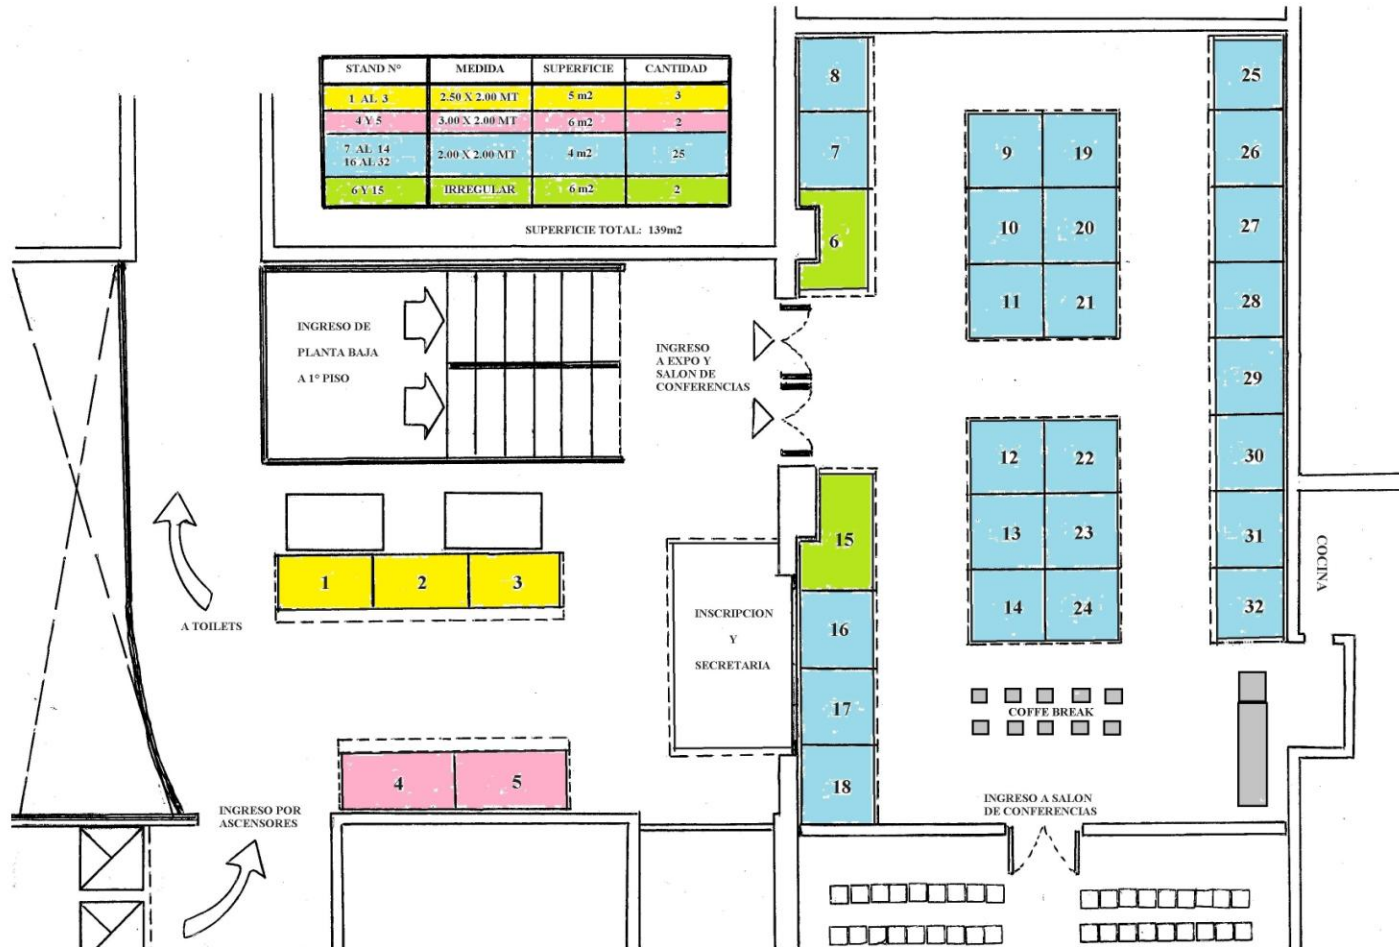 STAND Nº MEDIDA SUPERFICIE CANTIDAD
1 AL 3 2.50 X 2.00 MT 5 m2 3
4 Y 5 3.00 X 2.00 MT 6 m2 2
7 AL 14
16 AL 32 2.00 X 2.00 MT 4 m2 25
6 Y 15 IRREGULAR 6 m2 2
SUPERFICIE TOTAL: 139m2
INGRESO DE
PLANTA BAJA
A 1º PISO
INGRESO
A EXPO Y
SALON DE
CONFERENCIAS
A TOILETS
1 2 3
4 5
INGRESO POR
ASCENSORES
INSCRIPCION
Y
SECRETARIA
8
7
6
15
16
17
18
9 19
10 20
11 21
12 22
13 23
14 24
25
26
27
28
29
30
31
32
COCINA
COFFE BREAK
INGRESO A SALON
DE CONFERENCIAS